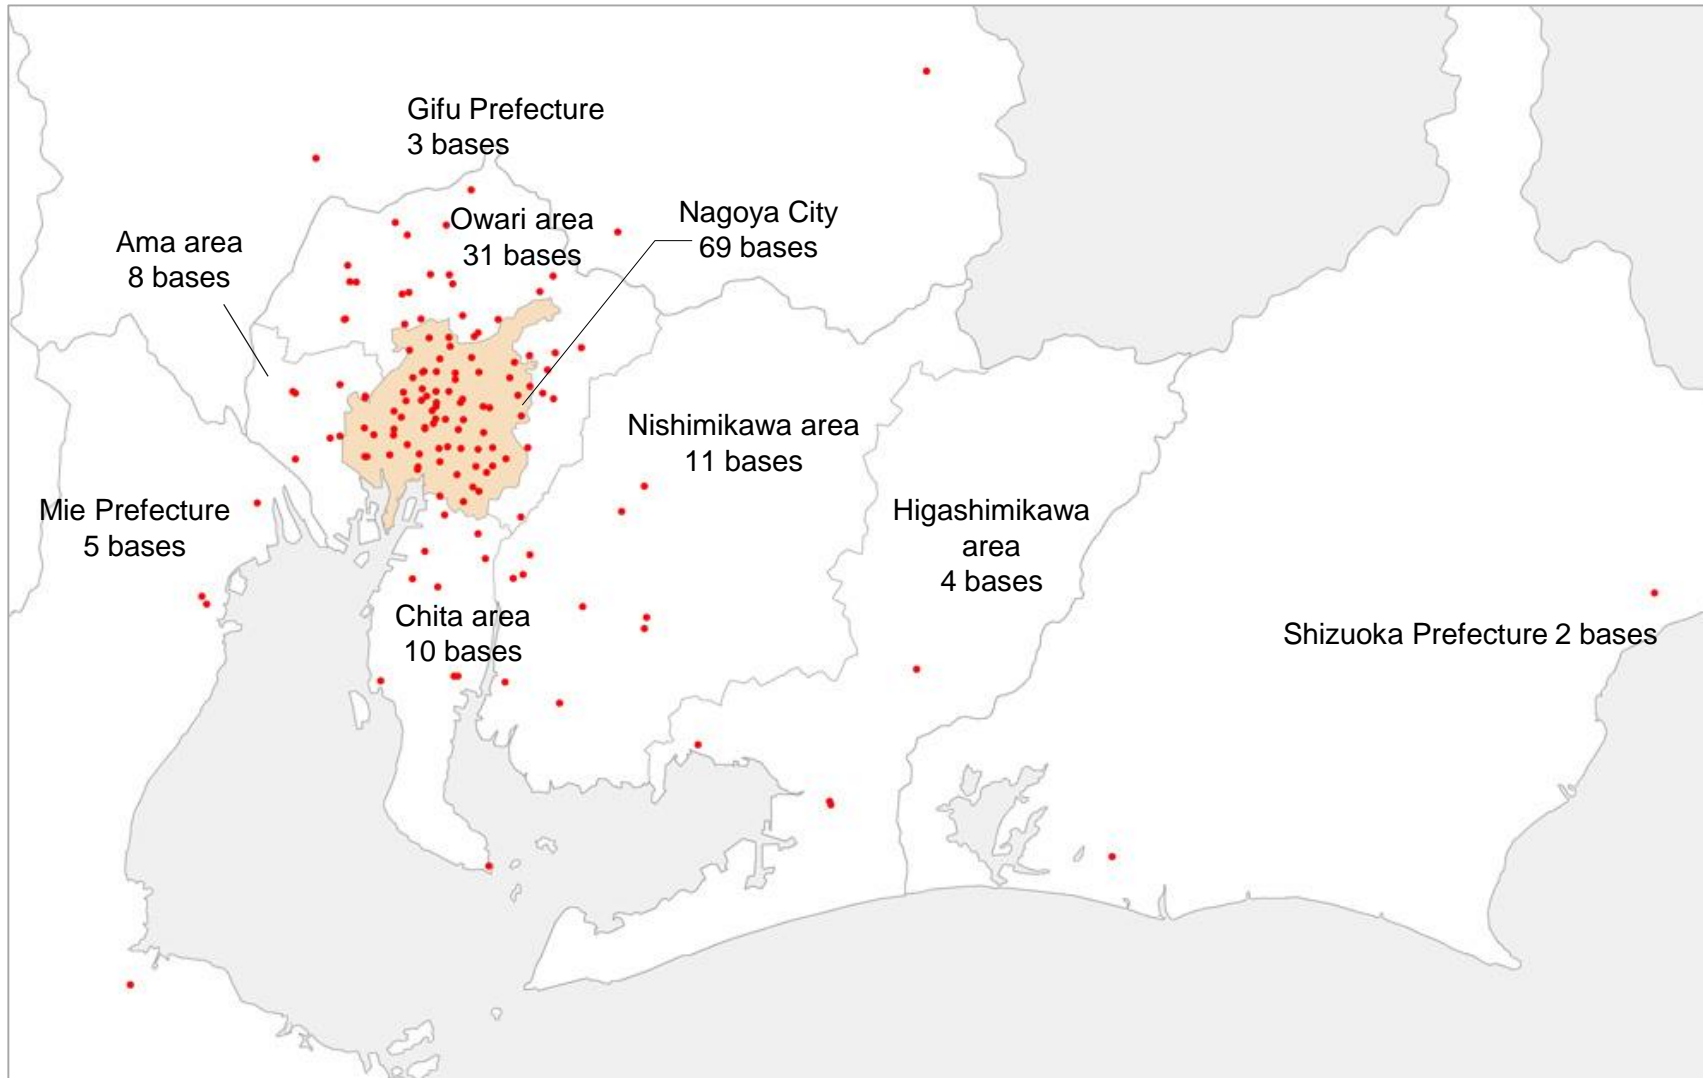 Gifu Prefecture
3 bases
Owari area
31 bases
Nagoya City
69 bases
Ama area
8 bases
Nishimikawa area
11 bases
Mie Prefecture
5 bases
Higashimikawa
area
4 bases
Chita area
10 bases
Shizuoka Prefecture 2 bases